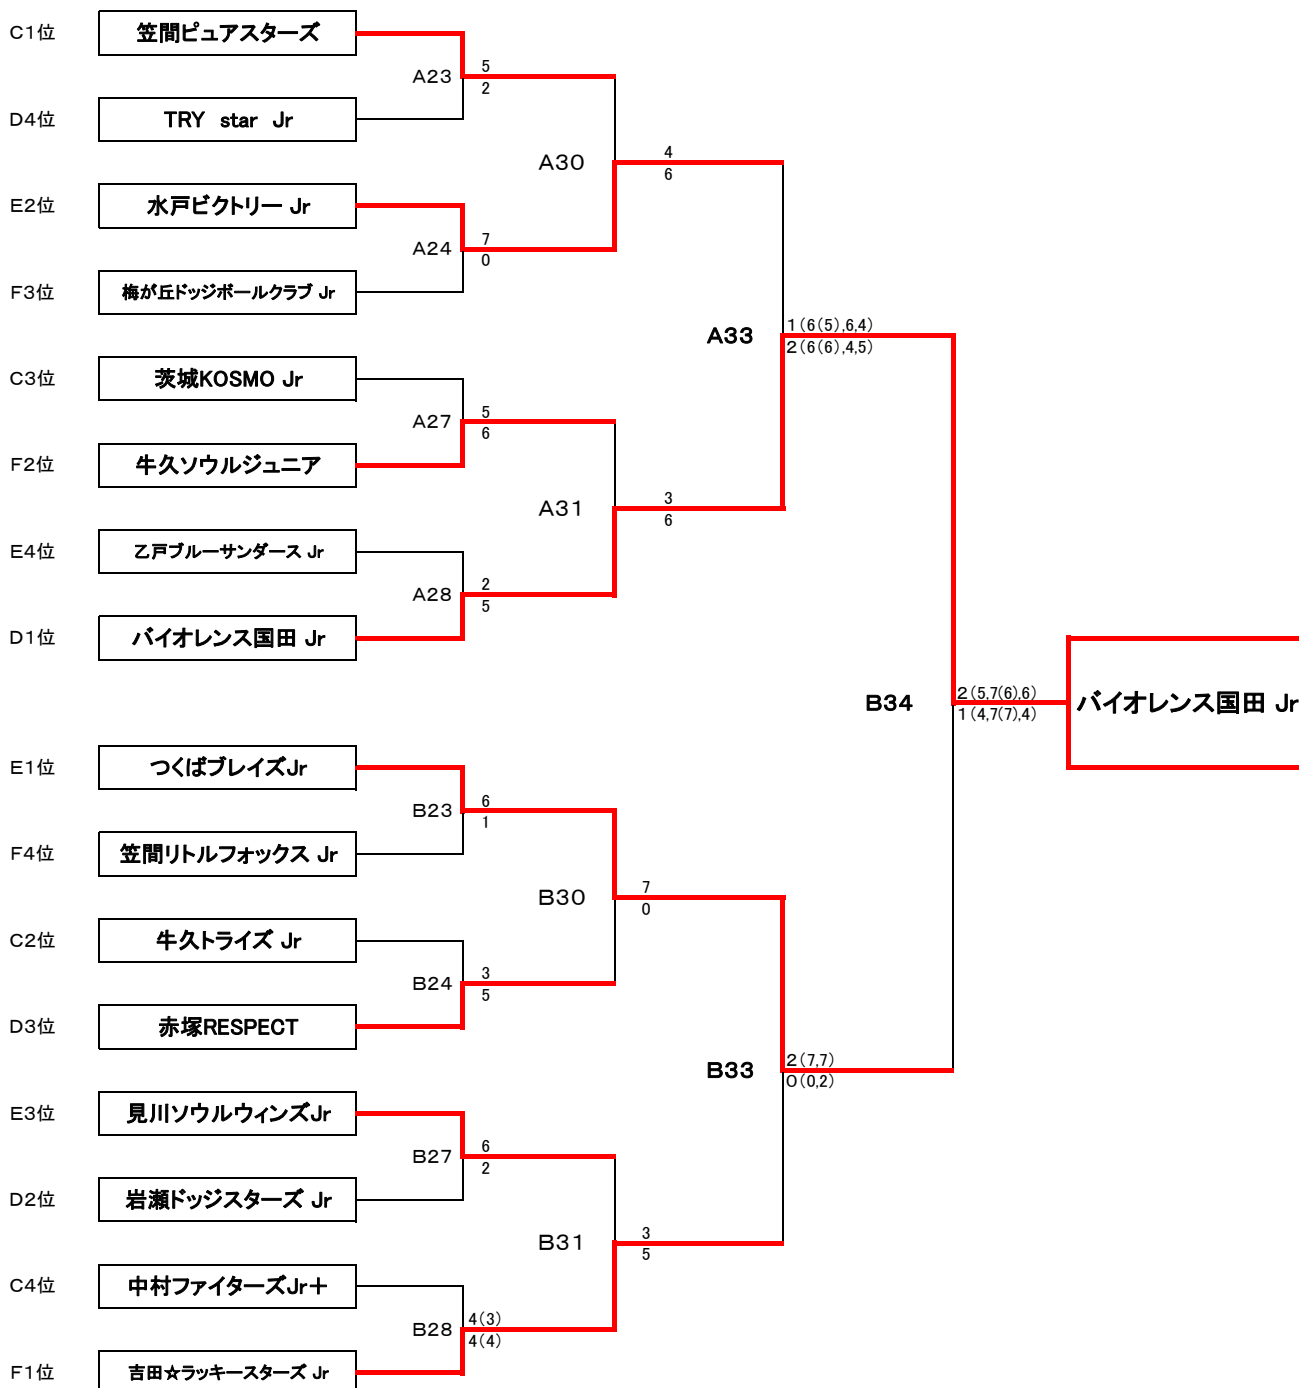 C1位 笠間ピュアスターズ
A23
5
2
D4位 TRY star Jr
A30
4
6
E2位 水戸ビクトリー Jr
A24
7
0
F3位 梅が丘ドッジボールクラブ Jr
A33
1(6(5),6,4)
2(6(6),4,5)
C3位 茨城KOSMO Jr
A27
5
6
F2位 牛久ソウルジュニア
A31
3
6
E4位 乙戸ブルーサンダース Jr
A28
2
5
D1位 バイオレンス国田 Jr
B34
2(5,7(6),6)
1(4,7(7),4)
バイオレンス国田 Jr
E1位 つくばブレイズJr
B23
6
1
F4位 笠間リトルフォックス Jr
B30
7
0
C2位 牛久トライズ Jr
B24
3
5
D3位 赤塚RESPECT
B33
2(7,7)
0(0,2)
E3位 見川ソウルウィンズJr
B27
6
2
D2位 岩瀬ドッジスターズ Jr
B31
3
5
C4位 中村ファイターズJr＋
B28
4(3)
4(4)
F1位 吉田☆ラッキースターズ Jr